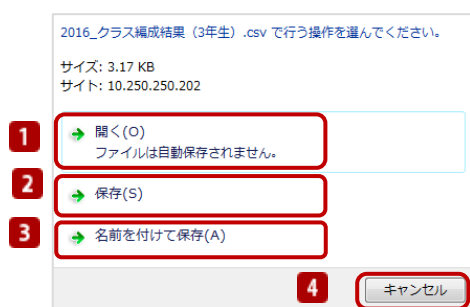 2016_クラス編成結果（3年生）.csv で行う操作を選んでください。
サイズ: 3.17 KB
サイト: 10.250.250.202
1
開く(O)
ファイルは自動保存されません。
2
保存(S)
3
名前を付けて保存(A)
4
キャンセル